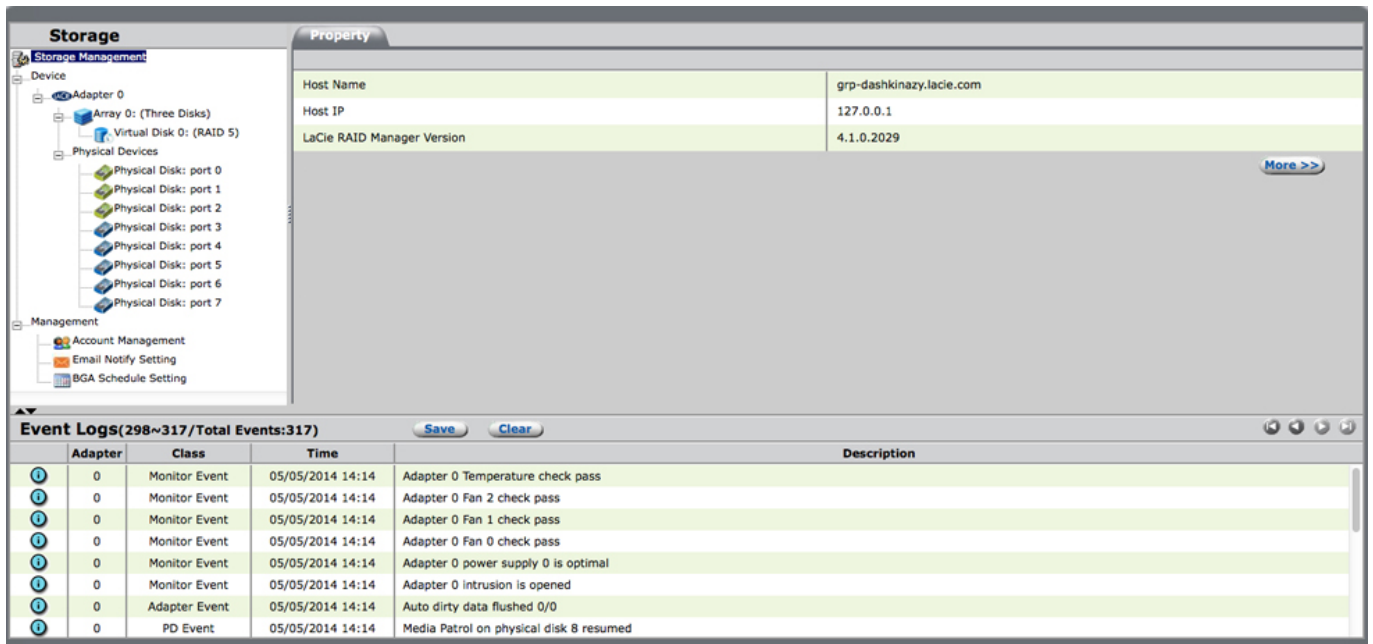 Storage
Property
Storage Management
Device
Adapter 0
Array 0: (Three Disks)
Virtual Disk 0: (RAID 5)
Physical Devices
Physical Disk: port 0
Physical Disk: port 1
Physical Disk: port 2
Physical Disk: port 3
Physical Disk: port 4
Physical Disk: port 5
Physical Disk: port 6
Physical Disk: port 7
Management
Account Management
Email Notify Setting
BGA Schedule Setting
Host Name grp-dashkinazy.lacie.com
Host IP 127.0.0.1
LaCie RAID Manager Version 4.1.0.2029
More >>
Event Logs(298~317/Total Events:317) Save Clear
Adapter Class Time Description
0 Monitor Event 05/05/2014 14:14 Adapter 0 Temperature check pass
0 Monitor Event 05/05/2014 14:14 Adapter 0 Fan 2 check pass
0 Monitor Event 05/05/2014 14:14 Adapter 0 Fan 1 check pass
0 Monitor Event 05/05/2014 14:14 Adapter 0 Fan 0 check pass
0 Monitor Event 05/05/2014 14:14 Adapter 0 power supply 0 is optimal
0 Monitor Event 05/05/2014 14:14 Adapter 0 intrusion is opened
0 Adapter Event 05/05/2014 14:14 Auto dirty data flushed 0/0
0 PD Event 05/05/2014 14:14 Media Patrol on physical disk 8 resumed